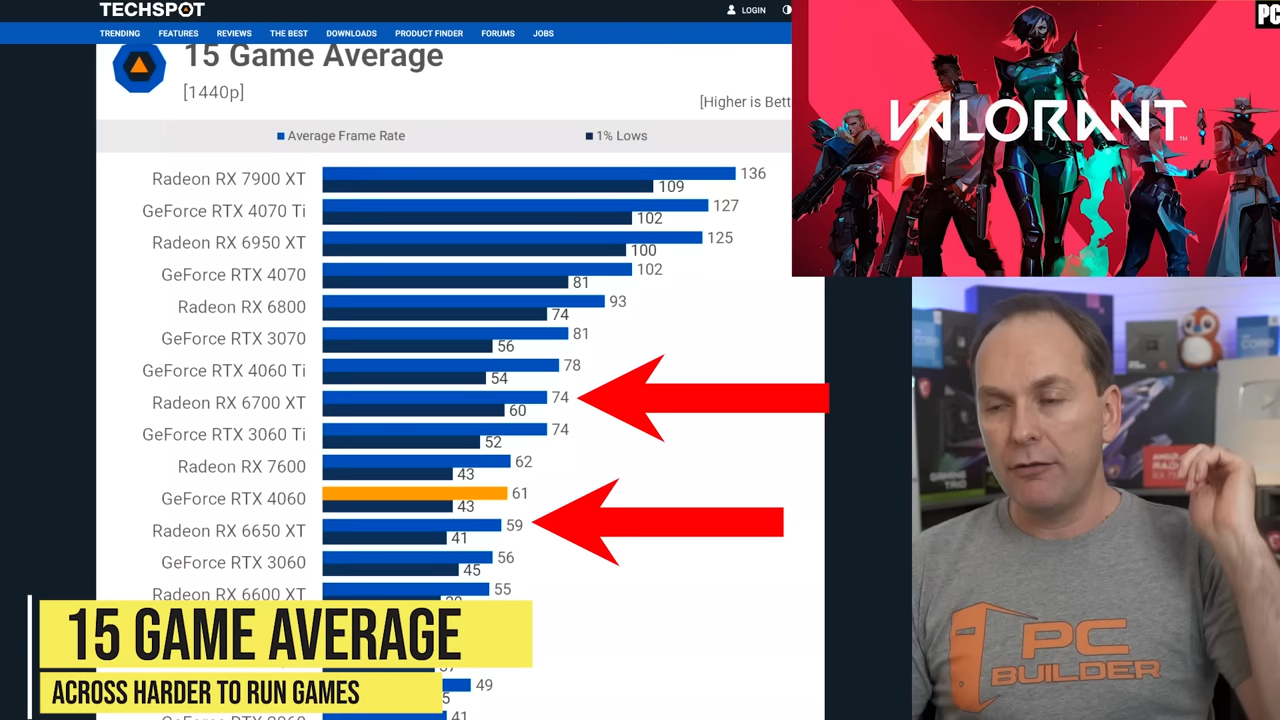 TECHSPOT
LOGIN
TRENDING FEATURES REVIEWS THE BEST DOWNLOADS PRODUCT FINDER FORUMS JOBS
15 Game Average
[1440p]
[Higher is Bett
Average Frame Rate 1% Lows
Radeon RX 7900 XT 136
109
GeForce RTX 4070 Ti 127
102
Radeon RX 6950 XT 125
100
GeForce RTX 4070 102
81
Radeon RX 6800 93
74
GeForce RTX 3070 81
56
GeForce RTX 4060 Ti 78
54
Radeon RX 6700 XT 74
60
GeForce RTX 3060 Ti 74
52
Radeon RX 7600 62
43
GeForce RTX 4060 61
43
Radeon RX 6650 XT 59
41
GeForce RTX 3060 56
45
Radeon RX 6600 XT 55
49
41
15 GAME AVERAGE
ACROSS HARDER TO RUN GAMES
PC
VALORANT
TM
PC
BUILDER